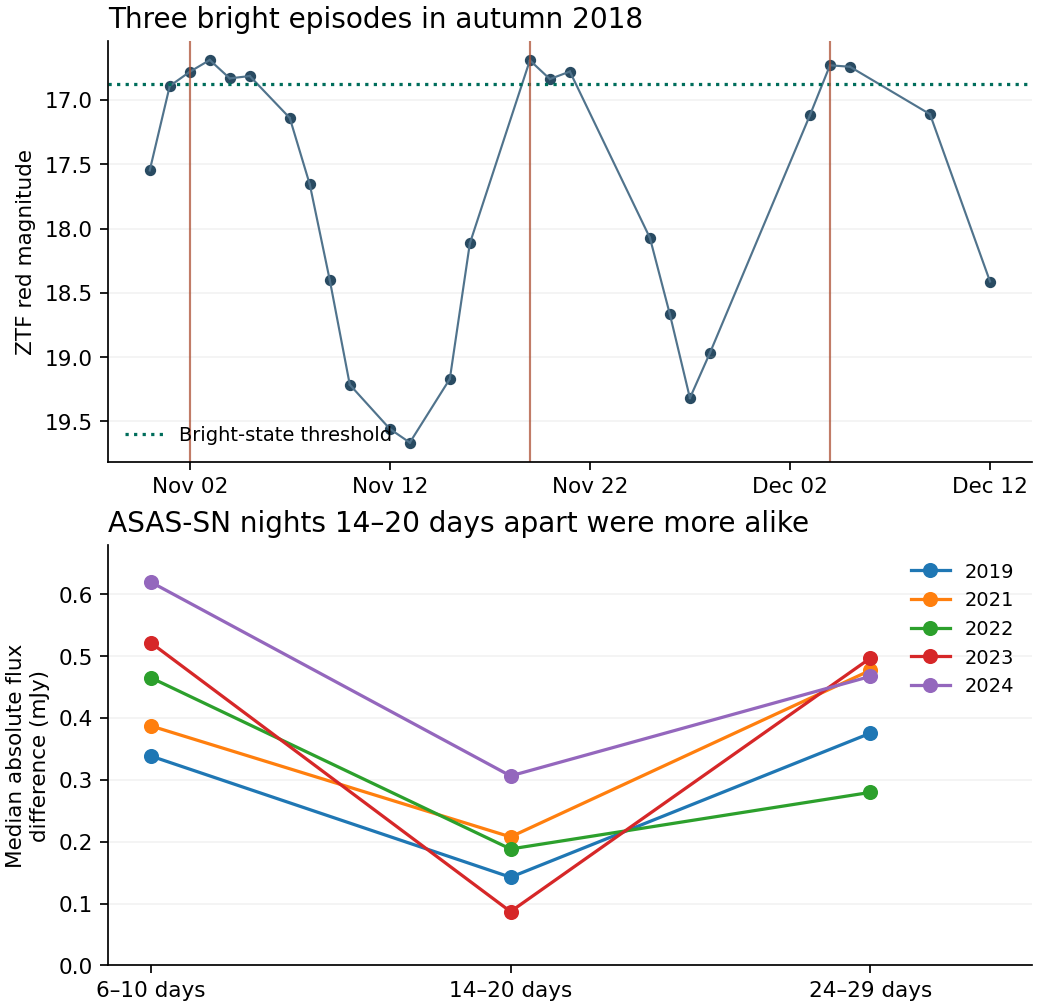 Three bright episodes in autumn 2018
ZTF red magnitude
17.0
17.5
18.0
18.5
19.0
19.5
Bright-state threshold
Nov 02
Nov 12
Nov 22
Dec 02
Dec 12
ASAS-SN nights 14–20 days apart were more alike
Median absolute flux
difference (mJy)
0.6
0.5
0.4
0.3
0.2
0.1
0.0
2019
2021
2022
2023
2024
6–10 days
14–20 days
24–29 days